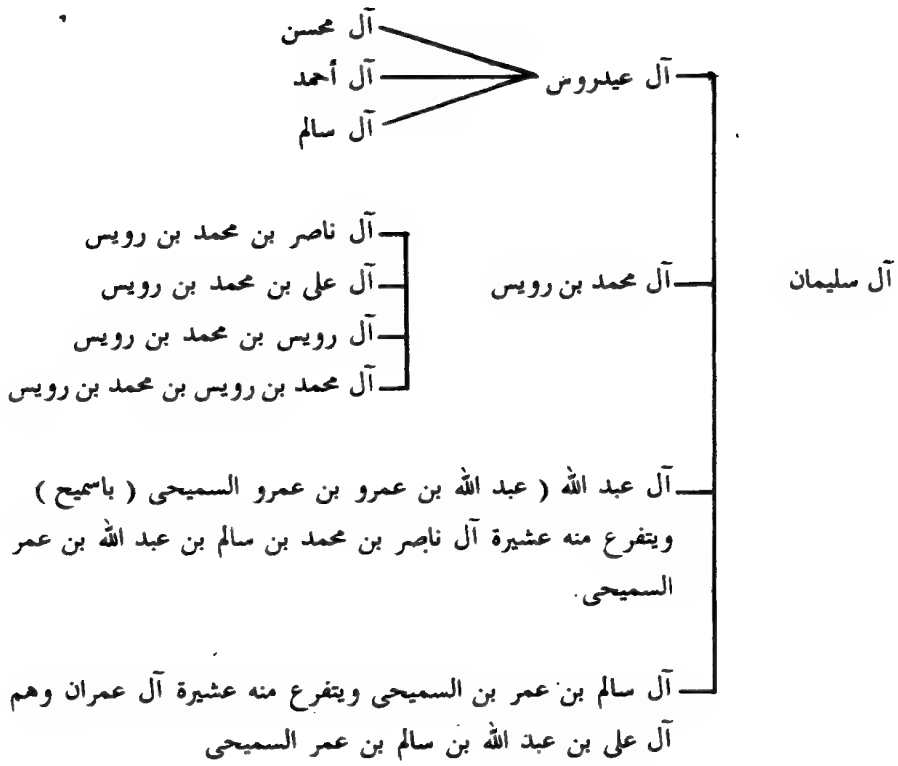 آل سليمان
آل عيدروس
آل محسن
آل أحمد
آل سالم
آل محمد بن رويس
آل ناصر بن محمد بن رويس
آل على بن محمد بن رويس
آل رويس بن محمد بن رويس
آل محمد بن رويس بن محمد بن رويس
آل عبد الله ( عبد الله بن عمرو بن عمرو السميحى ( باسميح )
ويتفرع منه عشيرة آل ناصر بن محمد بن سالم بن عبد الله بن عمر
السميحى .
آل سالم بن عمر بن السميحى ويتفرع منه عشيرة آل عمران وهم
آل على بن عبد الله بن سالم بن عمر السميحى